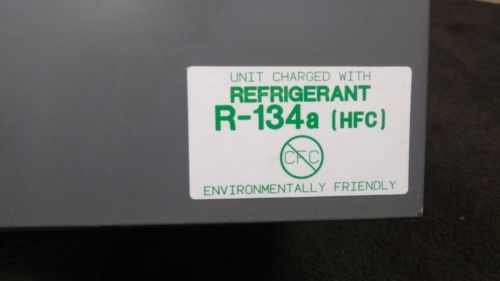 UNIT CHARGED WITH
REFRIGERANT
R-134a (HFC)
CFC
ENVIRONMENTALLY FRIENDLY